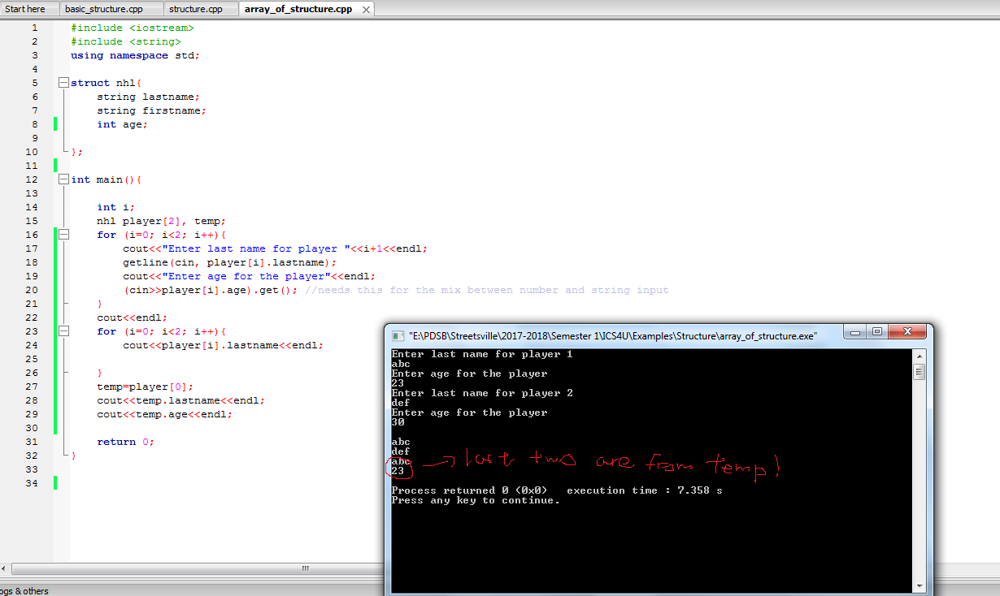 Start here basic_structure.cpp structure.cpp array_of_structure.cpp
1 #include <iostream>
2 #include <string>
3 using namespace std;
4
5 struct nhl{
6 string lastname;
7 string firstname;
8 int age;
9
10 };
11
12 int main(){
13
14 int i;
15 nhl player[2], temp;
16 for (i=0; i<2; i++){
17 cout<<"Enter last name for player "<<i+1<<endl;
18 getline(cin, player[i].lastname);
19 cout<<"Enter age for the player"<<endl;
20 (cin>>player[i].age).get(); //needs this for the mix between number and string input
21 }
22 cout<<endl;
23 for (i=0; i<2; i++){
24 cout<<player[i].lastname<<endl;
25
26 }
27 temp=player[0];
28 cout<<temp.lastname<<endl;
29 cout<<temp.age<<endl;
30
31 return 0;
32 }
33
34
"E:\PDSB\Streetsville\2017-2018\Semester 1\ICS4U\Examples\Structure\array_of_structure.exe"
Enter last name for player 1
abc
Enter age for the player
23
Enter last name for player 2
def
Enter age for the player
30
abc
def
abc
23
last two are from temp!
Process returned 0 (0x0) execution time : 7.358 s
Press any key to continue.
ogs & others